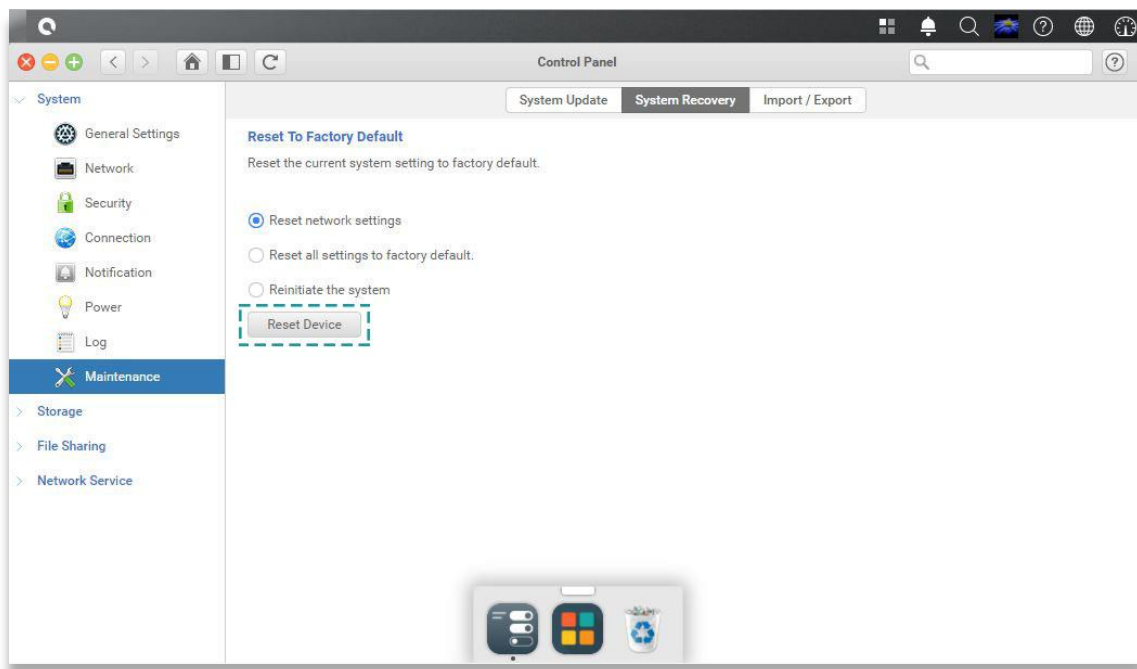 Control Panel
System
System Update
System Recovery
Import / Export
General Settings
Network
Security
Connection
Notification
Power
Log
Maintenance
Storage
File Sharing
Network Service
Reset To Factory Default
Reset the current system setting to factory default.
Reset network settings
Reset all settings to factory default.
Reinitiate the system
Reset Device